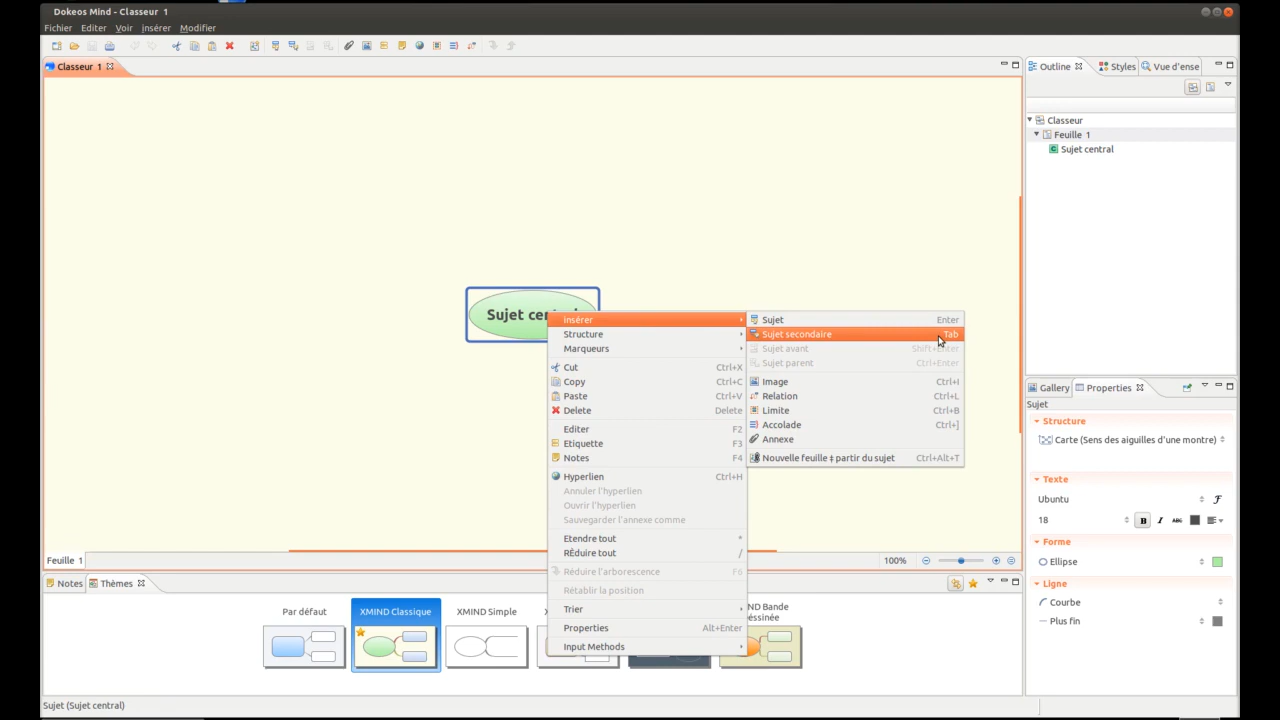 Dokeos Mind - Classeur 1
Fichier Editer Voir insérer Modifier
Classeur 1
Outline Styles Vue d'ense
Classeur
Feuille 1
Sujet central
Sujet cen
insérer
Structure
Marqueurs
Cut Ctrl+X
Copy Ctrl+C
Paste Ctrl+V
Delete Delete
Editer F2
Etiquette F3
Notes F4
Hyperlien Ctrl+H
Annuler l'hyperlien
Ouvrir l'hyperlien
Sauvegarder l'annexe comme
Etendre tout *
RÉduire tout /
Réduire l'arborescence F6
Rétablir la position
Trier
Properties Alt+Enter
Input Methods
Sujet Enter
Sujet secondaire Tab
Sujet avant Shift+Enter
Sujet parent Ctrl+Enter
Image Ctrl+I
Relation Ctrl+L
Limite Ctrl+B
Accolade Ctrl+]
Annexe
Nouvelle feuille ‡ partir du sujet Ctrl+Alt+T
Gallery Properties
Sujet
Structure
Carte (Sens des aiguilles d'une montre)
Texte
Ubuntu
18 B I ABC
Forme
Ellipse
Ligne
Courbe
Plus fin
Feuille 1 100%
Notes Thèmes
Par défaut XMIND Classique XMIND Simple X ND Bande
essinée
Sujet (Sujet central)